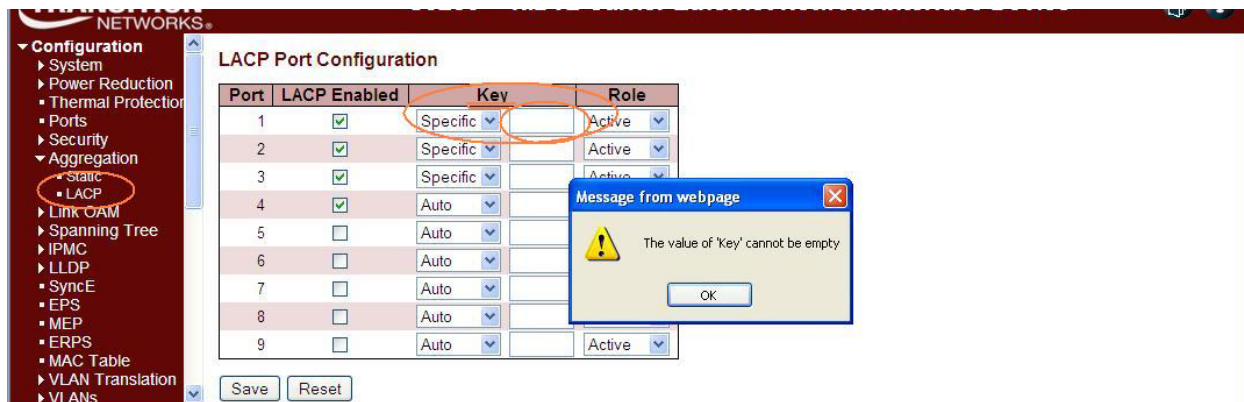 NETWORKS®
Configuration
System
Power Reduction
Thermal Protection
Ports
Security
Aggregation
Static
LACP
Link OAM
Spanning Tree
IPMC
LLDP
SyncE
EPS
MEP
ERPS
MAC Table
VLAN Translation
VLANs
LACP Port Configuration
Port LACP Enabled Key Role
1 Specific Active
2 Specific Active
3 Specific Active
4 Auto
5 Auto
6 Auto
7 Auto
8 Auto
9 Auto Active
Save Reset
Message from webpage
The value of 'Key' cannot be empty
OK